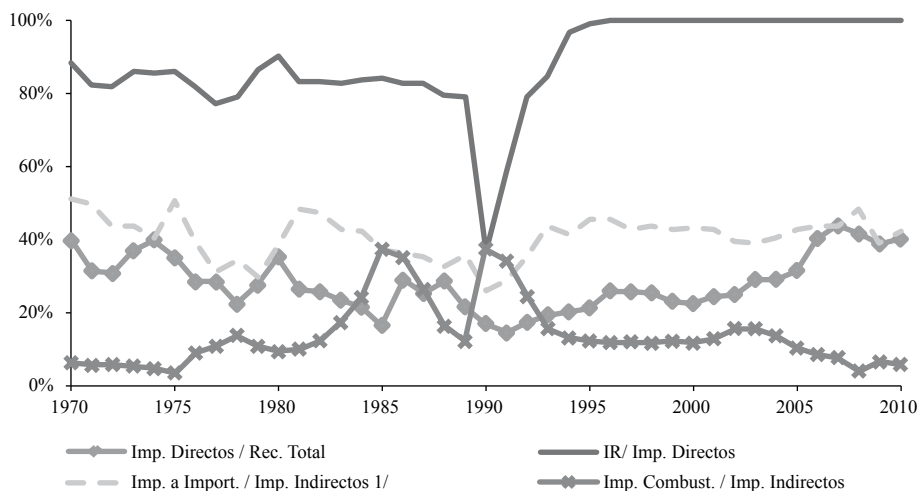 100%
80%
60%
40%
20%
0%
1970 1975 1980 1985 1990 1995 2000 2005 2010
Imp. Directos / Rec. Total IR/ Imp. Directos
Imp. a Import. / Imp. Indirectos 1/ Imp. Combust. / Imp. Indirectos